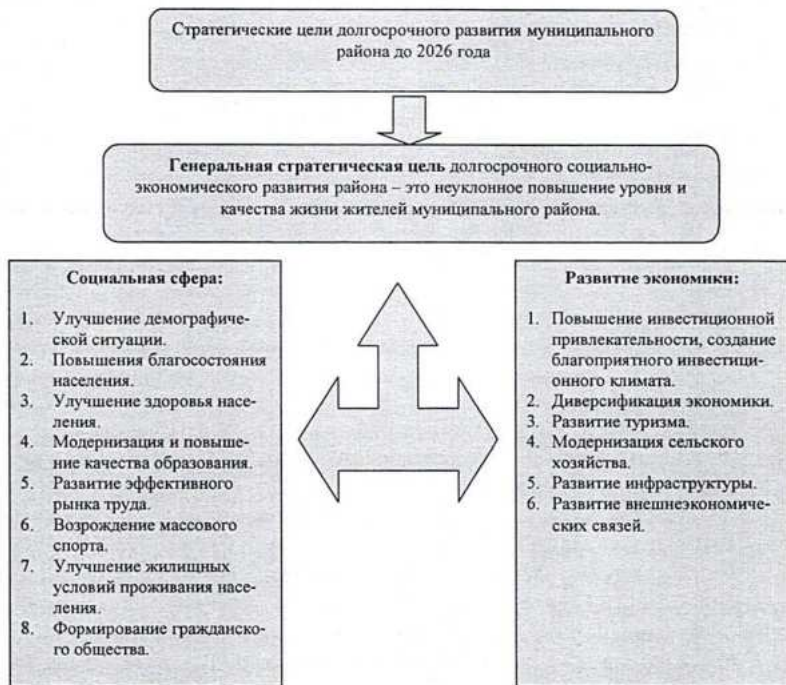 Стратегические цели долгосрочного развития муниципального
района до 2026 года
Генеральная стратегическая цель долгосрочного социально-
экономического развития района – это неуклонное повышение уровня и
качества жизни жителей муниципального района.
Социальная сфера:
1. Улучшение демографиче-
ской ситуации.
2. Повышения благосостояния
населения.
3. Улучшение здоровья насе-
ления.
4. Модернизация и повыше-
ние качества образования.
5. Развитие эффективного
рынка труда.
6. Возрождение массового
спорта.
7. Улучшение жилищных
условий проживания насе-
ления.
8. Формирование гражданско-
го общества.
Развитие экономики:
1. Повышение инвестиционной
привлекательности, создание
благоприятного инвестици-
онного климата.
2. Диверсификация экономики.
3. Развитие туризма.
4. Модернизация сельского
хозяйства.
5. Развитие инфраструктуры.
6. Развитие внешнеэкономиче-
ских связей.